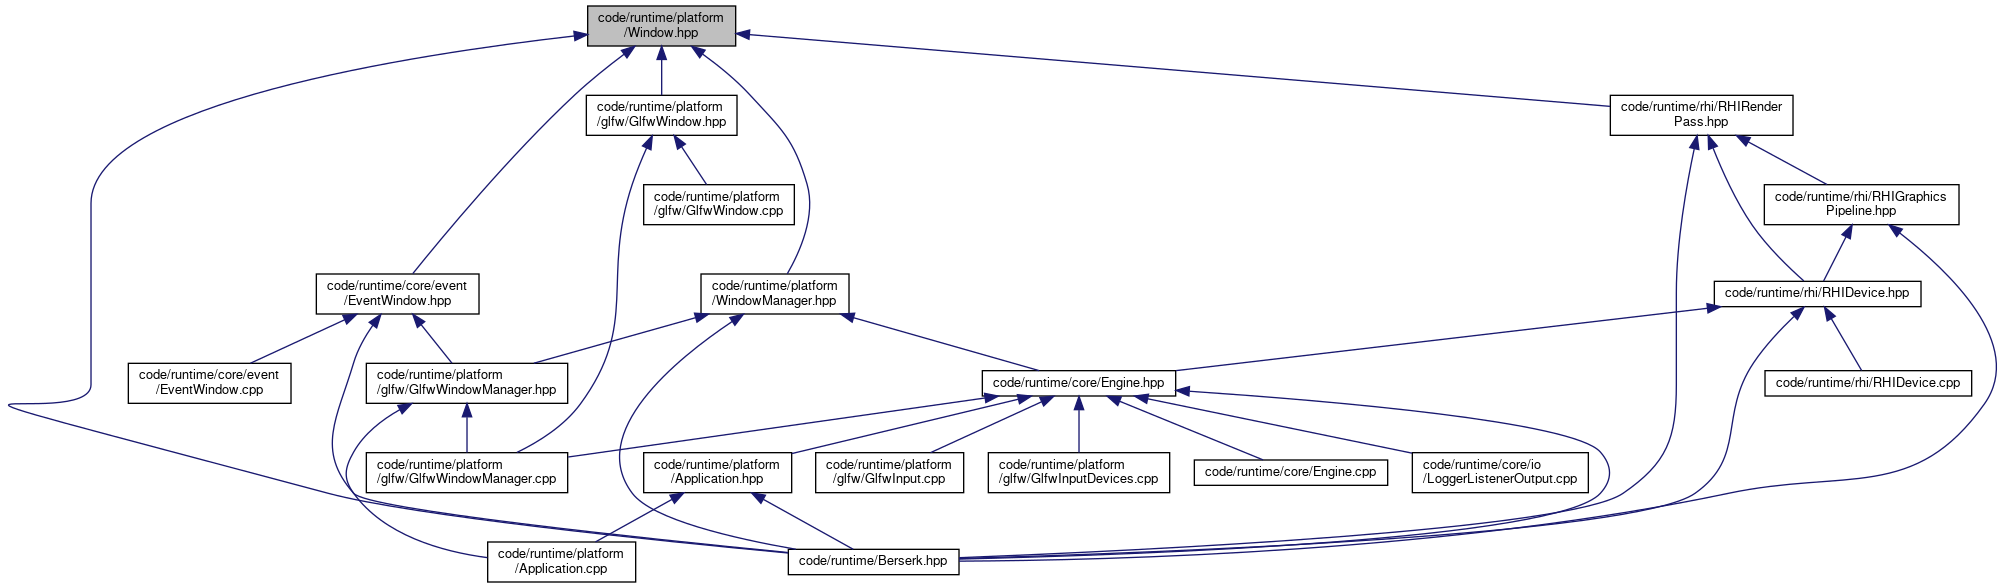 code/runtime/platform
/Window.hpp
code/runtime/platform
/glfw/GlfwWindow.hpp
code/runtime/rhi/RHIRender
Pass.hpp
code/runtime/platform
/glfw/GlfwWindow.cpp
code/runtime/rhi/RHIGraphics
Pipeline.hpp
code/runtime/core/event
/EventWindow.hpp
code/runtime/platform
/WindowManager.hpp
code/runtime/rhi/RHIDevice.hpp
code/runtime/core/event
/EventWindow.cpp
code/runtime/platform
/glfw/GlfwWindowManager.hpp
code/runtime/core/Engine.hpp
code/runtime/rhi/RHIDevice.cpp
code/runtime/platform
/glfw/GlfwWindowManager.cpp
code/runtime/platform
/Application.hpp
code/runtime/platform
/glfw/GlfwInput.cpp
code/runtime/platform
/glfw/GlfwInputDevices.cpp
code/runtime/core/Engine.cpp
code/runtime/core/io
/LoggerListenerOutput.cpp
code/runtime/platform
/Application.cpp
code/runtime/Berserk.hpp